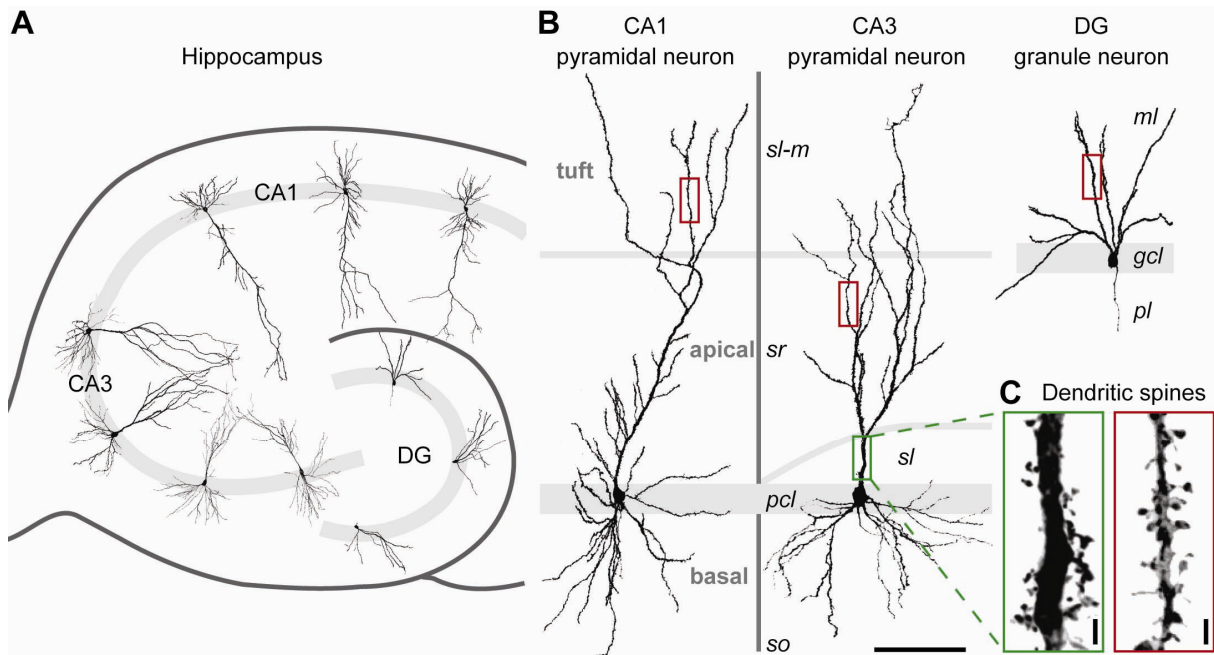 A
Hippocampus
CA1
CA3
DG
B
CA1
pyramidal neuron
CA3
pyramidal neuron
DG
granule neuron
tuft
apical
basal
sl-m
sr
sl
pcl
so
ml
gcl
pl
C
Dendritic spines